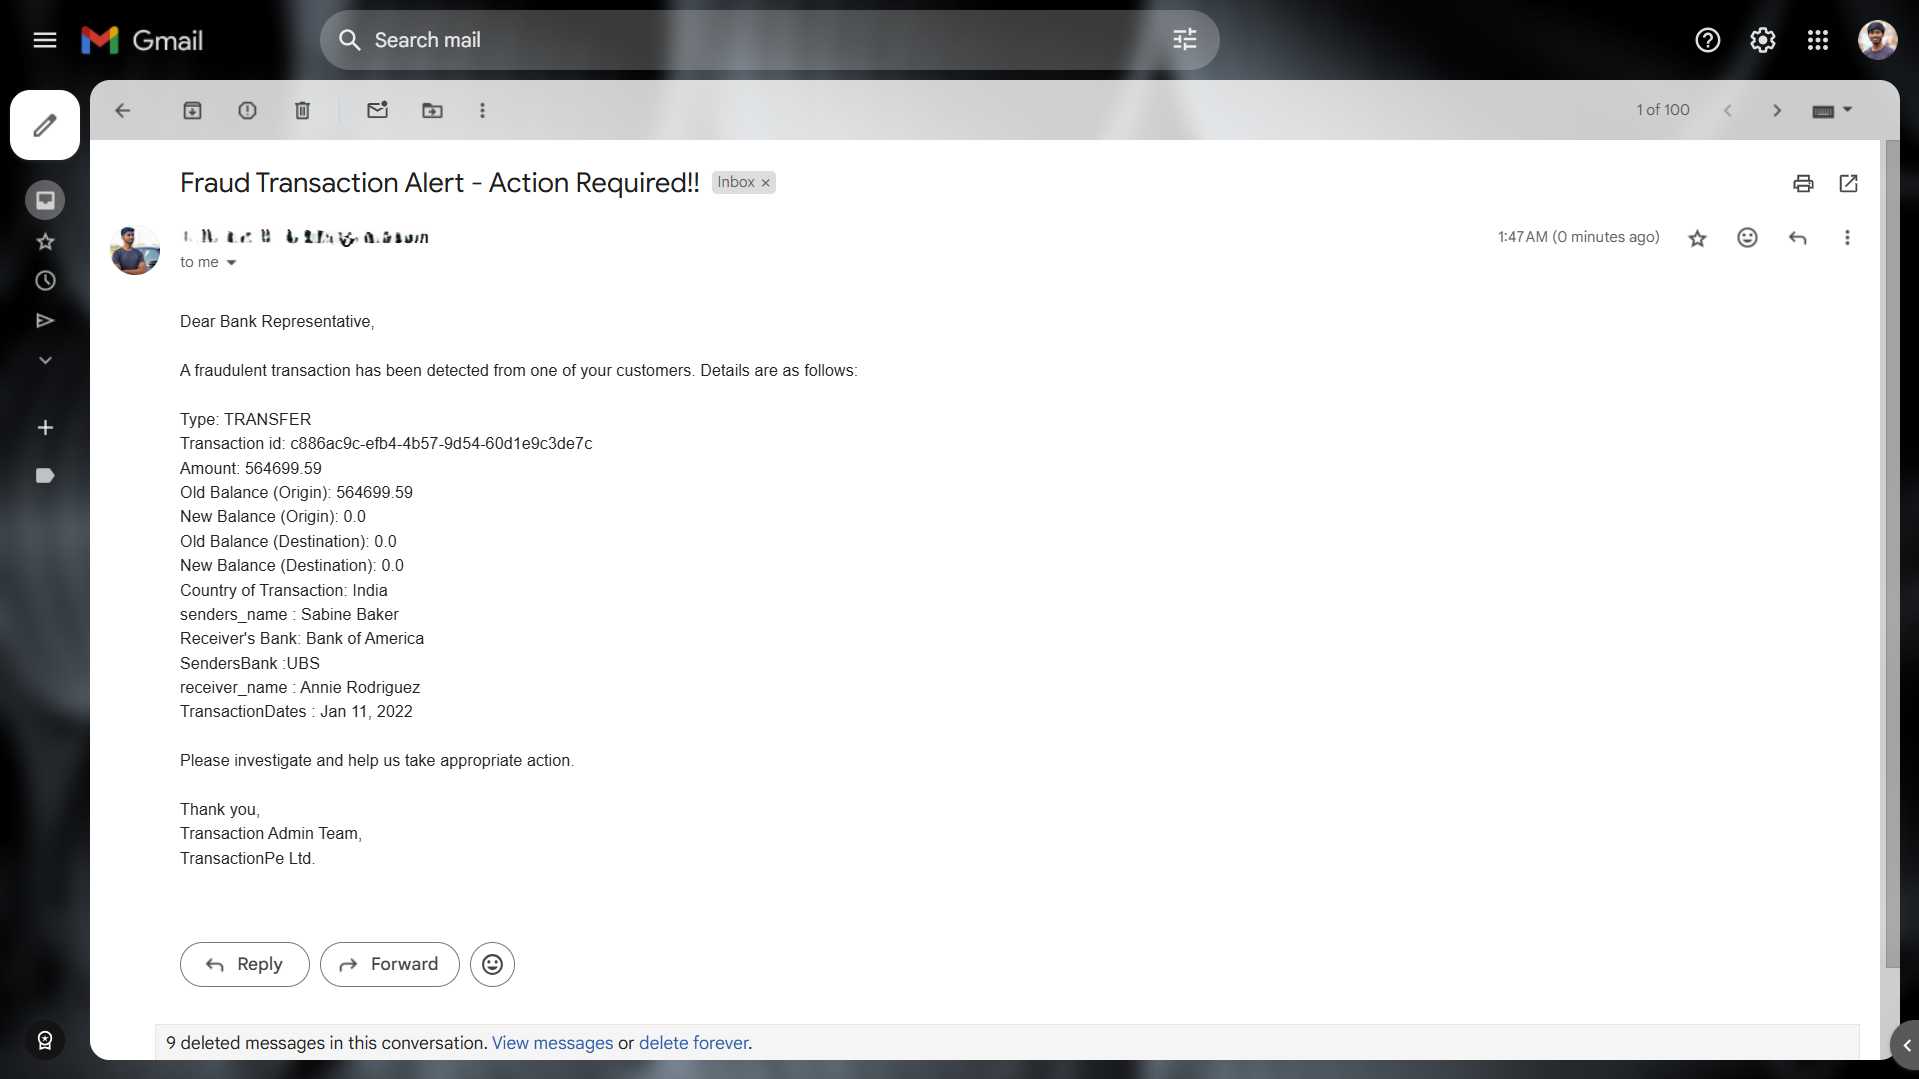 Gmail
Search mail
1 of 100
Fraud Transaction Alert - Action Required!!
Inbox ×
1:47 AM (0 minutes ago)
to me
Dear Bank Representative,
A fraudulent transaction has been detected from one of your customers. Details are as follows:
Type: TRANSFER
Transaction id: c886ac9c-efb4-4b57-9d54-60d1e9c3de7c
Amount: 564699.59
Old Balance (Origin): 564699.59
New Balance (Origin): 0.0
Old Balance (Destination): 0.0
New Balance (Destination): 0.0
Country of Transaction: India
senders_name : Sabine Baker
Receiver's Bank: Bank of America
SendersBank :UBS
receiver_name : Annie Rodriguez
TransactionDates : Jan 11, 2022
Please investigate and help us take appropriate action.
Thank you,
Transaction Admin Team,
TransactionPe Ltd.
Reply
Forward
9 deleted messages in this conversation. View messages or delete forever.